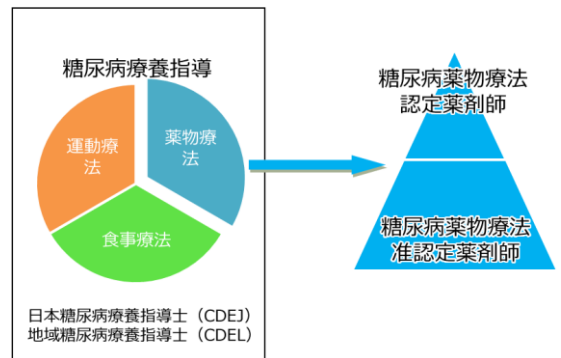 糖尿病療養指導
運動療
法
薬物療
法
食事療法
日本糖尿病療養指導士（CDEJ）
地域糖尿病療養指導士（CDEL）
糖尿病薬物療法
認定薬剤師
糖尿病薬物療法
准認定薬剤師